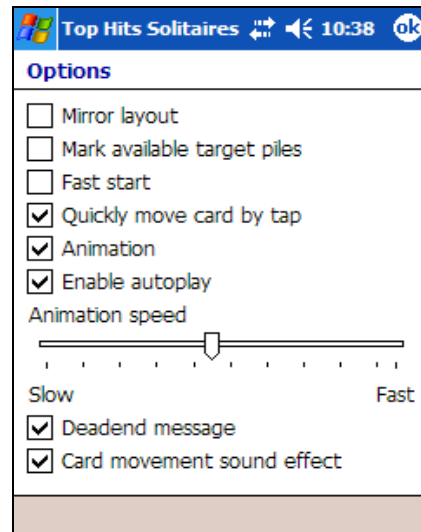 Top Hits Solitaires 10:38 ok
Options
Mirror layout
Mark available target piles
Fast start
Quickly move card by tap
Animation
Enable autoplay
Animation speed
Slow Fast
Deadend message
Card movement sound effect